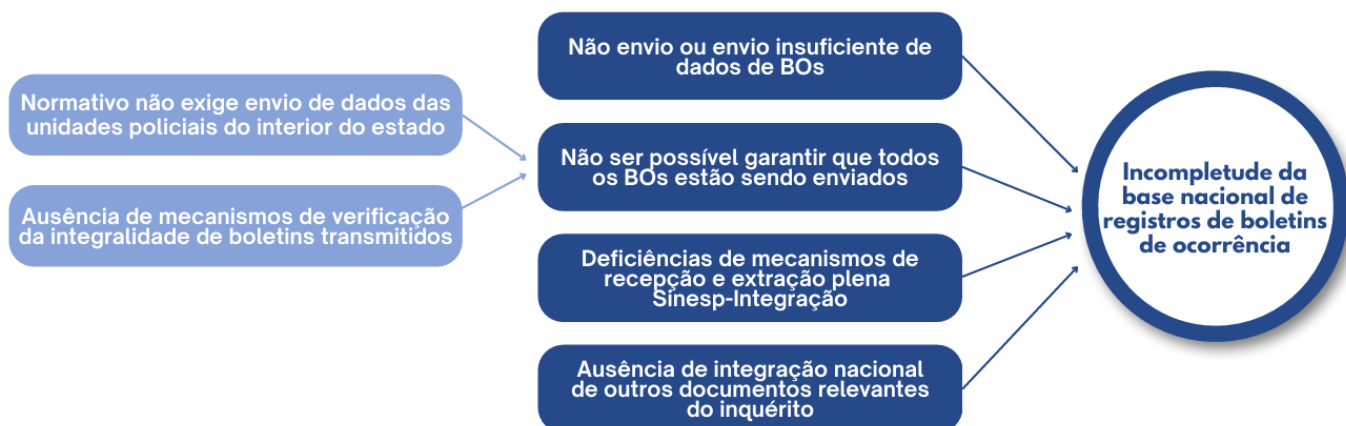 Normativo não exige envio de dados das
unidades policiais do interior do estado
Ausência de mecanismos de verificação
da integralidade de boletins transmitidos
Não envio ou envio insuficiente de
dados de BOs
Não ser possível garantir que todos
os BOs estão sendo enviados
Deficiências de mecanismos de
recepção e extração plena
Sinesp-Integração
Ausência de integração nacional
de outros documentos relevantes
do inquérito
Incompletude da
base nacional de
registros de boletins
de ocorrência